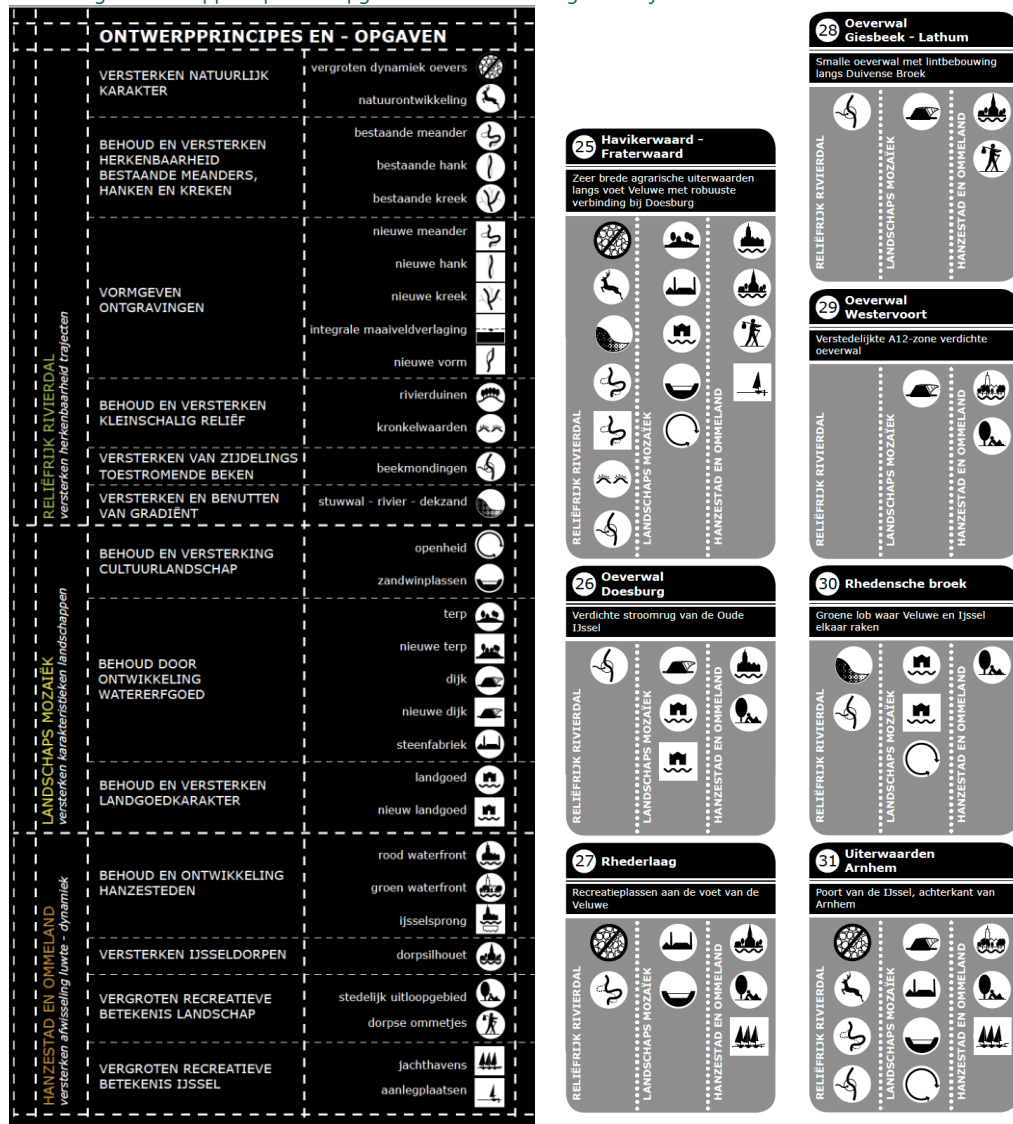 ONTWERPPRINCIPES EN - OPGAVEN
RELIËFRIJK RIVIERDAL
versterken herkenbaarheid trajecten
VERSTERKEN NATUURLIJK
KARAKTER
vergroten dynamiek oevers
natuurontwikkeling
BEHOUD EN VERSTERKEN
HERKENBAARHEID
BESTAANDE MEANDERS,
HANKEN EN KREKEN
bestaande meander
bestaande hank
bestaande kreek
VORMGEVEN
ONTGRAVINGEN
nieuwe meander
nieuwe hank
nieuwe kreek
integrale maaiveldverlaging
nieuwe vorm
BEHOUD EN VERSTERKEN
KLEINSCHALIG RELIËF
rivierduinen
kronkelwaarden
VERSTERKEN VAN ZIJDELINGS
TOESTROMENDE BEKEN
beekmondingen
VERSTERKEN EN BENUTTEN
VAN GRADIËNT
stuwwal - rivier - dekzand
LANDSCHAPS MOZAÏEK
versterken karakteristieken landschappen
BEHOUD EN VERSTERKING
CULTUURLANDSCHAP
openheid
zandwinplassen
BEHOUD DOOR
ONTWIKKELING
WATERERFGOED
terp
nieuwe terp
dijk
nieuwe dijk
steenfabriek
BEHOUD EN VERSTERKEN
LANDGOEDKARAKTER
landgoed
nieuw landgoed
HANZESTAD EN OMMELAND
versterken afwisseling luwte - dynamiek
BEHOUD EN ONTWIKKELING
HANZESTEDEN
rood waterfront
groen waterfront
ijsselsprong
VERSTERKEN IJSSELDORPEN
dorpsilhouet
VERGROTEN RECREATIEVE
BETEKENIS LANDSCHAP
stedelijk uitloopgebied
dorpse ommetjes
VERGROTEN RECREATIEVE
BETEKENIS IJSSEL
jachthavens
aanlegplaatsen
25 Havikerwaard -
Fraterwaard
Zeer brede agrarische uiterwaarden
langs voet Veluwe met robuuste
verbinding bij Doesburg
RELIËFRIJK RIVIERDAL
LANDSCHAPS MOZAÏEK
HANZESTAD EN OMMELAND
26 Oeverwal
Doesburg
Verdichte stroomrug van de Oude
IJssel
RELIËFRIJK RIVIERDAL
LANDSCHAPS MOZAÏEK
HANZESTAD EN OMMELAND
27 Rhederlaag
Recreatieplassen aan de voet van de
Veluwe
RELIËFRIJK RIVIERDAL
LANDSCHAPS MOZAÏEK
HANZESTAD EN OMMELAND
28 Oeverwal
Giesbeek - Lathum
Smalle oeverwal met lintbebouwing
langs Duivense Broek
RELIËFRIJK RIVIERDAL
LANDSCHAPS MOZAÏEK
HANZESTAD EN OMMELAND
29 Oeverwal
Westervoort
Verstedelijkte A12-zone verdichte
oeverwal
RELIËFRIJK RIVIERDAL
LANDSCHAPS MOZAÏEK
HANZESTAD EN OMMELAND
30 Rhedensche broek
Groene lob waar Veluwe en Ijssel
elkaar raken
RELIËFRIJK RIVIERDAL
LANDSCHAPS MOZAÏEK
HANZESTAD EN OMMELAND
31 Uiterwaarden
Arnhem
Poort van de IJssel, achterkant van
Arnhem
RELIËFRIJK RIVIERDAL
LANDSCHAPS MOZAÏEK
HANZESTAD EN OMMELAND